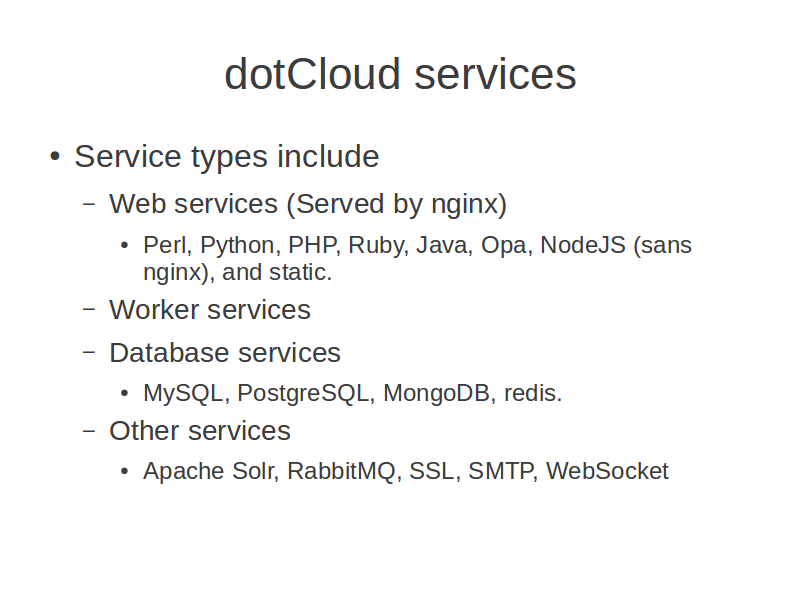 dotCloud services
• Service types include
– Web services (Served by nginx)
• Perl, Python, PHP, Ruby, Java, Opa, NodeJS (sans
nginx), and static.
– Worker services
– Database services
• MySQL, PostgreSQL, MongoDB, redis.
– Other services
• Apache Solr, RabbitMQ, SSL, SMTP, WebSocket